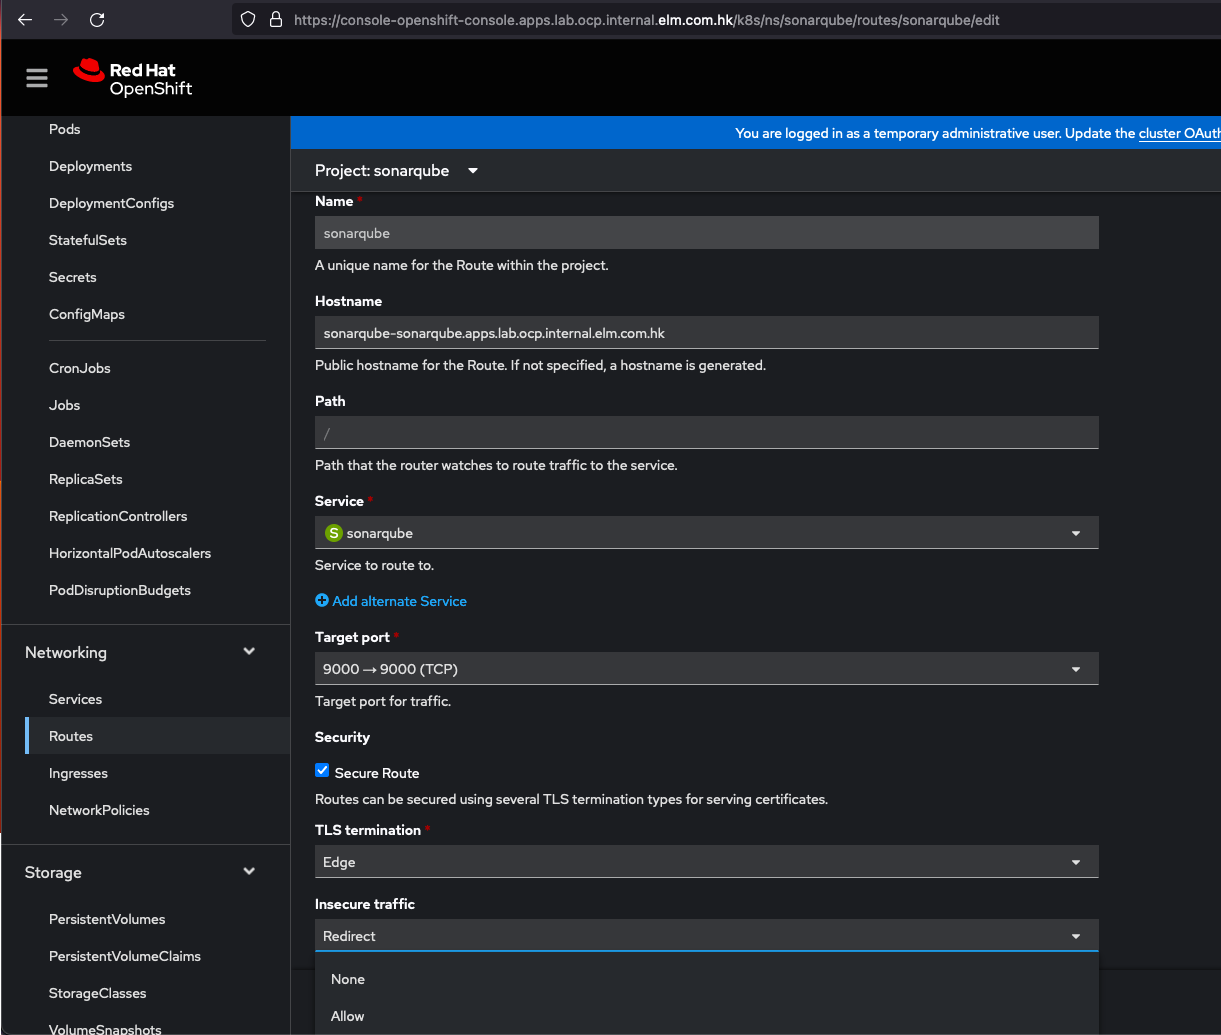 https://console-openshift-console.apps.lab.ocp.internal.elm.com.hk/k8s/ns/sonarqube/routes/sonarqube/edit
Red Hat
OpenShift
Pods
Deployments
DeploymentConfigs
StatefulSets
Secrets
ConfigMaps
CronJobs
Jobs
DaemonSets
ReplicaSets
ReplicationControllers
HorizontalPodAutoscalers
PodDisruptionBudgets
Networking
Services
Routes
Ingresses
NetworkPolicies
Storage
PersistentVolumes
PersistentVolumeClaims
StorageClasses
VolumeSnapshots
You are logged in as a temporary administrative user. Update the cluster OAuth
Project: sonarqube
Name *
sonarqube
A unique name for the Route within the project.
Hostname
sonarqube-sonarqube.apps.lab.ocp.internal.elm.com.hk
Public hostname for the Route. If not specified, a hostname is generated.
Path
/
Path that the router watches to route traffic to the service.
Service *
S sonarqube
Service to route to.
Add alternate Service
Target port *
9000 → 9000 (TCP)
Target port for traffic.
Security
Secure Route
Routes can be secured using several TLS termination types for serving certificates.
TLS termination *
Edge
Insecure traffic
Redirect
None
Allow